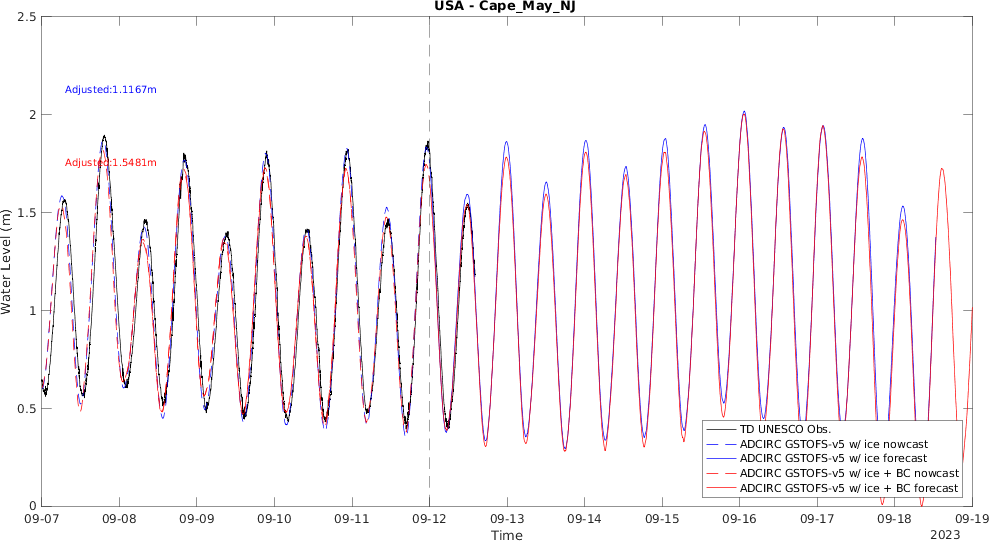 USA - Cape_May_NJ
2.5
2
1.5
1
0.5
0
Water Level (m)
Adjusted:1.1167m
Adjusted:1.5481m
TD UNESCO Obs.
ADCIRC GSTOFS-v5 w/ ice nowcast
ADCIRC GSTOFS-v5 w/ ice forecast
ADCIRC GSTOFS-v5 w/ ice + BC nowcast
ADCIRC GSTOFS-v5 w/ ice + BC forecast
09-07 09-08 09-09 09-10 09-11 09-12 09-13 09-14 09-15 09-16 09-17 09-18 09-19
Time
2023